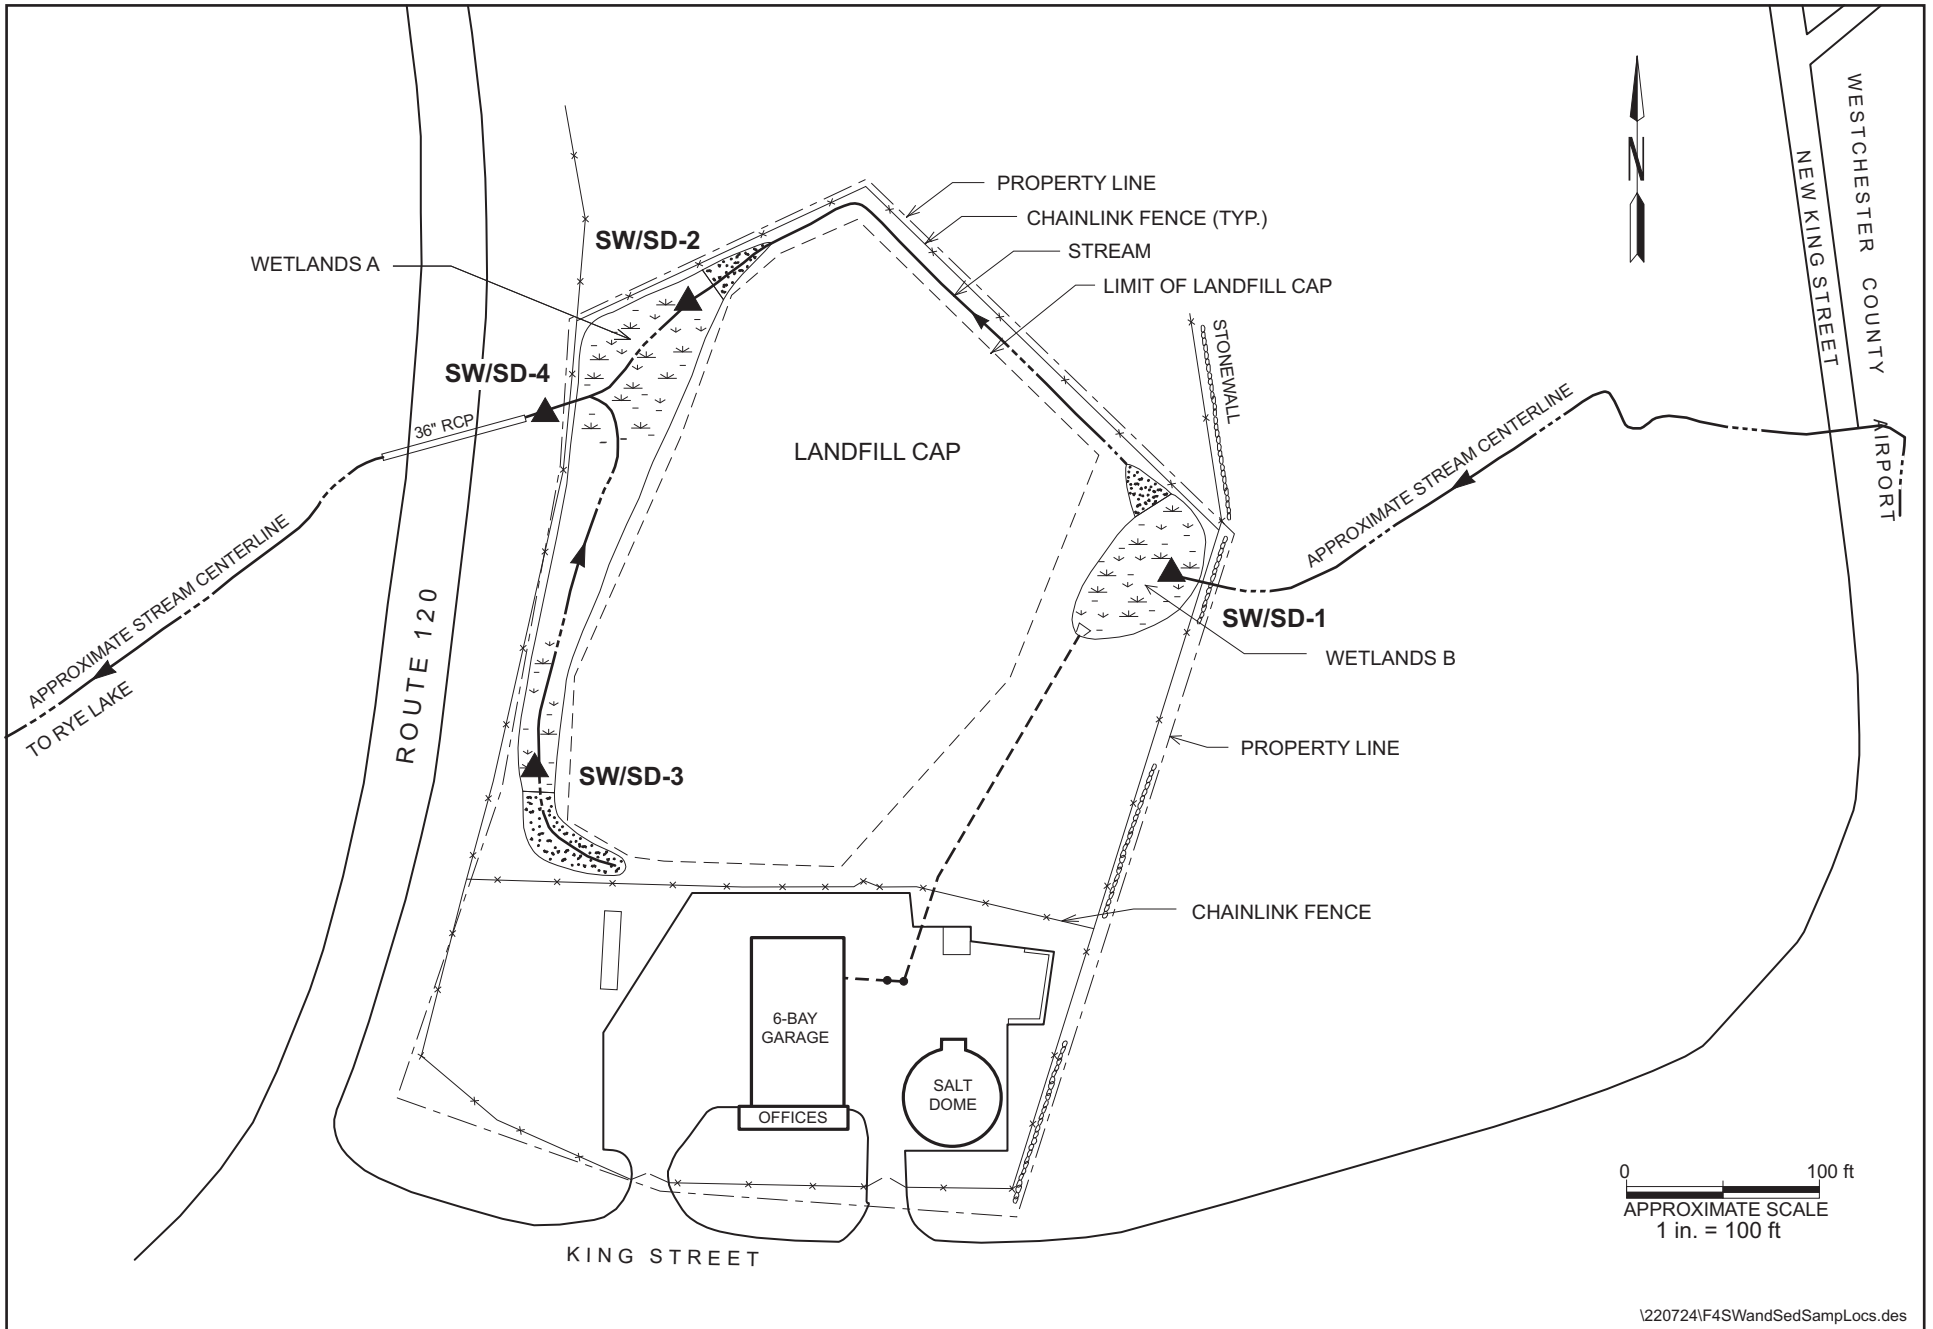 WESTCHESTER COUNTY AIRPORT
NEW KING STREET
N
PROPERTY LINE
CHAINLINK FENCE (TYP.)
STREAM
LIMIT OF LANDFILL CAP
SW/SD-2
WETLANDS A
SW/SD-4
36" RCP
STONEWALL
APPROXIMATE STREAM CENTERLINE
LANDFILL CAP
APPROXIMATE STREAM CENTERLINE
TO RYE LAKE
ROUTE 120
SW/SD-1
WETLANDS B
PROPERTY LINE
SW/SD-3
CHAINLINK FENCE
6-BAY
GARAGE
OFFICES
SALT
DOME
KING STREET
0 100 ft
APPROXIMATE SCALE
1 in. = 100 ft
\220724\F4SWandSedSampLocs.des